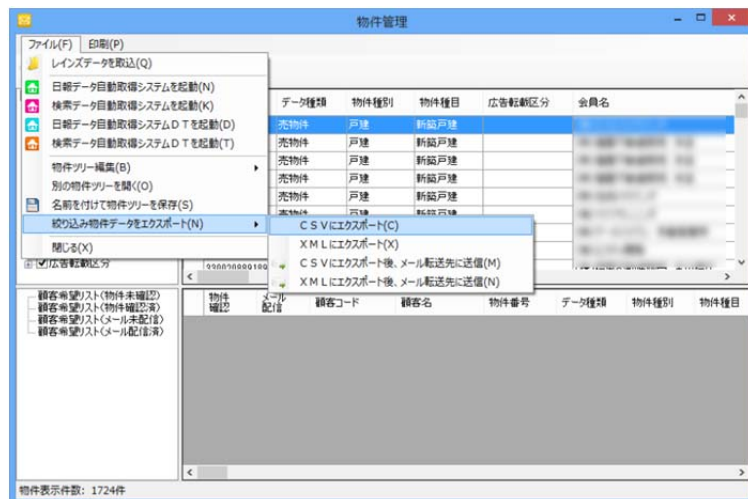 物件管理
ファイル(F) 印刷(P)
レインズデータを取込(Q)
日報データ自動取得システムを起動(N)
検索データ自動取得システムを起動(K)
日報データ自動取得システムＤＴを起動(D)
検索データ自動取得システムＤＴを起動(T)
物件ツリー編集(B)
別の物件ツリーを開く(O)
名前を付けて物件ツリーを保存(S)
絞り込み物件データをエクスポート(N)
閉じる(X)
ＣＳＶにエクスポート(C)
ＸＭＬにエクスポート(X)
ＣＳＶにエクスポート後、メール転送先に送信(M)
ＸＭＬにエクスポート後、メール転送先に送信(N)
データ種類 物件種別 物件種目 広告転載区分 会員名
売物件 戸建 新築戸建
売物件 戸建 新築戸建
売物件 戸建 新築戸建
売物件 戸建 新築戸建
売物件 戸建 新築戸建
広告転載区分
顧客希望リスト(物件未確認)
顧客希望リスト(物件確認済)
顧客希望リスト(メール未配信)
顧客希望リスト(メール配信済)
物件確認 メール配信 顧客コード 顧客名 物件番号 データ種類 物件種別 物件種目
物件表示件数: 1724件